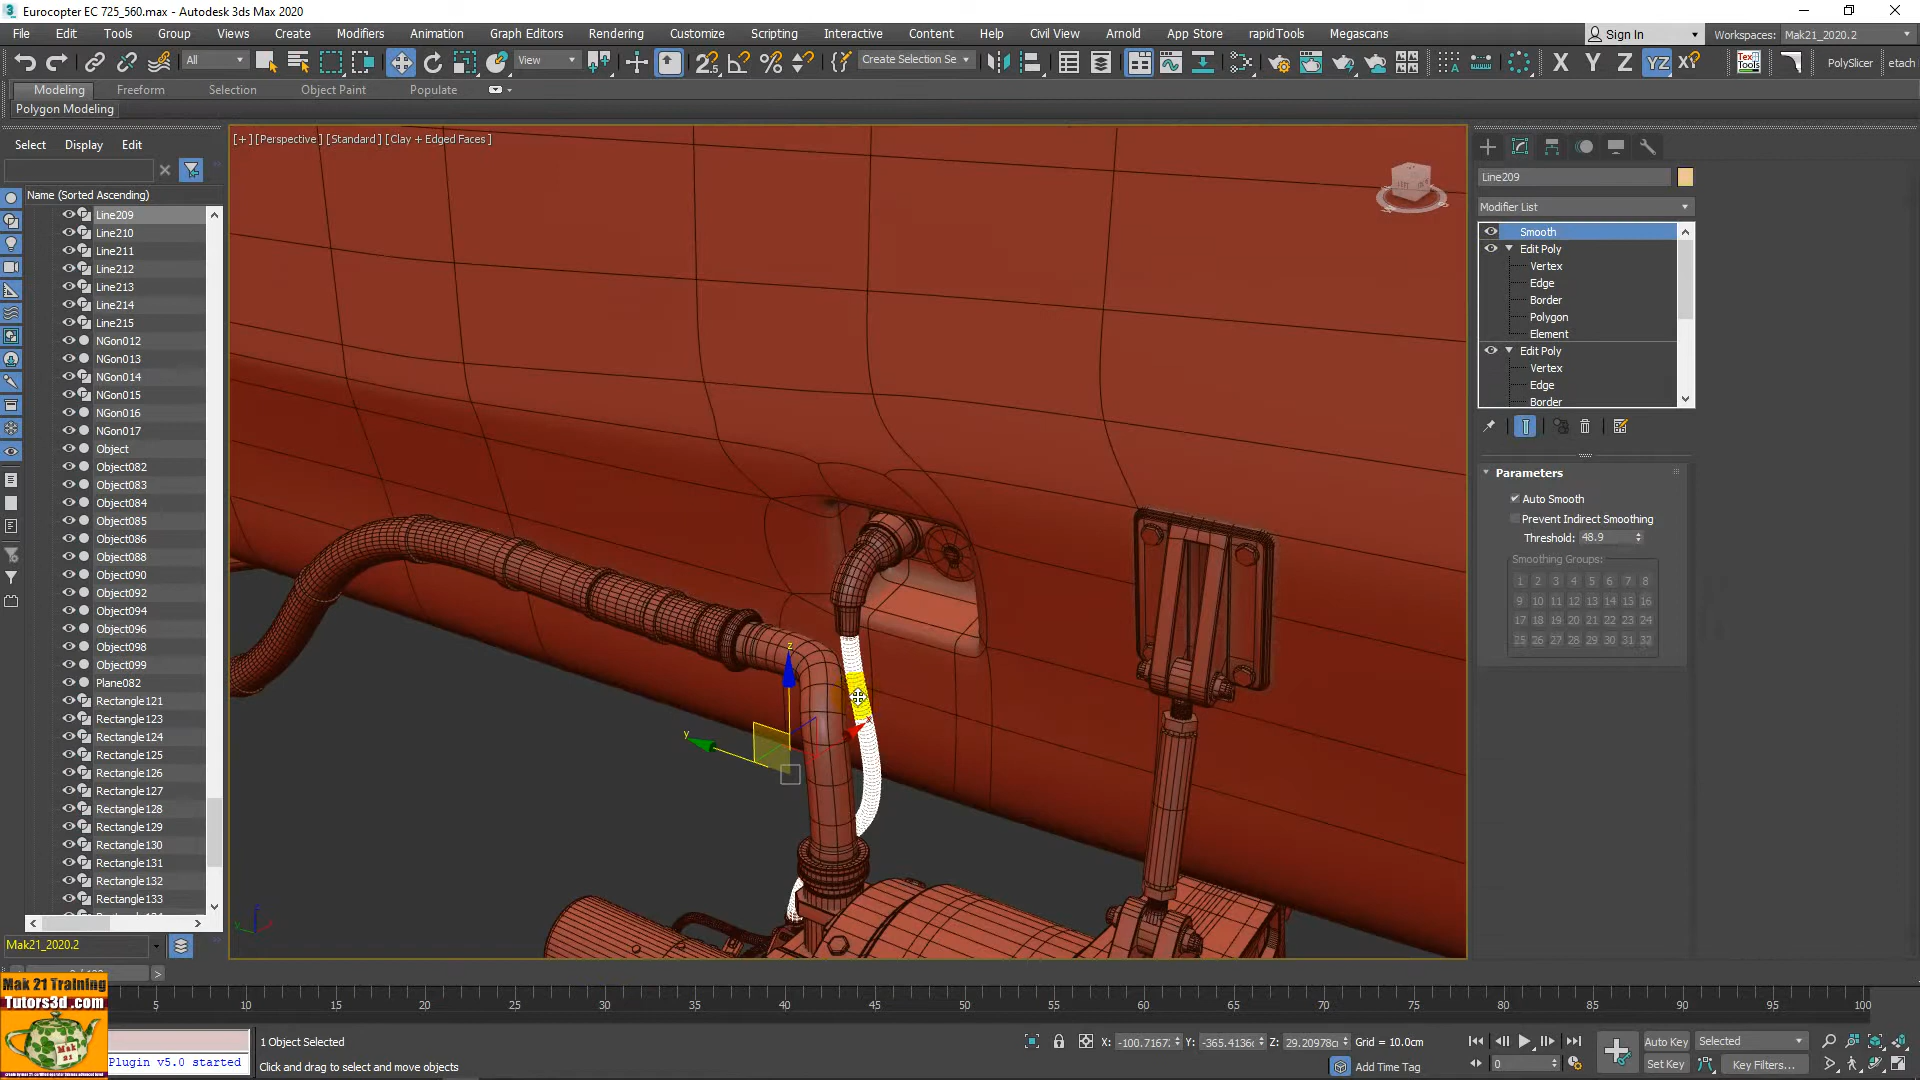 Eurocopter EC 725_560.max - Autodesk 3ds Max 2020
File Edit Tools Group Views Create Modifiers Animation Graph Editors Rendering Customize Scripting Interactive Content Help Civil View Arnold App Store rapidTools Megascans
Sign In Workspaces: Mak21_2020.2
All View Create Selection Se X Y Z YZ PolySlicer etach
Modeling Freeform Selection Object Paint Populate
Polygon Modeling
Select Display Edit
[+] [Perspective] [Standard] [Clay + Edged Faces]
Name (Sorted Ascending)
Line209
Line210
Line211
Line212
Line213
Line214
Line215
NGon012
NGon013
NGon014
NGon015
NGon016
NGon017
Object
Object082
Object083
Object084
Object085
Object086
Object088
Object090
Object092
Object094
Object096
Object098
Object099
Plane082
Rectangle121
Rectangle123
Rectangle124
Rectangle125
Rectangle126
Rectangle127
Rectangle128
Rectangle129
Rectangle130
Rectangle131
Rectangle132
Rectangle133
Mak21_2020.2
z
y
x
Line209
Modifier List
Smooth
Edit Poly
Vertex
Edge
Border
Polygon
Element
Edit Poly
Vertex
Edge
Border
Parameters
Auto Smooth
Prevent Indirect Smoothing
Threshold: 48.9
Smoothing Groups:
1 2 3 4 5 6 7 8
9 10 11 12 13 14 15 16
17 18 19 20 21 22 23 24
25 26 27 28 29 30 31 32
5 10 15 20 25 30 35 40 45 50 55 60 65 70 75 80 85 90 95 100
Mak 21 Training
Tutors3d .com
Mak
21
Plugin v5.0 started
1 Object Selected
Click and drag to select and move objects
X: -100.7167 Y: -365.4136 Z: 29.20978c Grid = 10.0cm
Add Time Tag
0
Auto Key Selected
Set Key Key Filters...